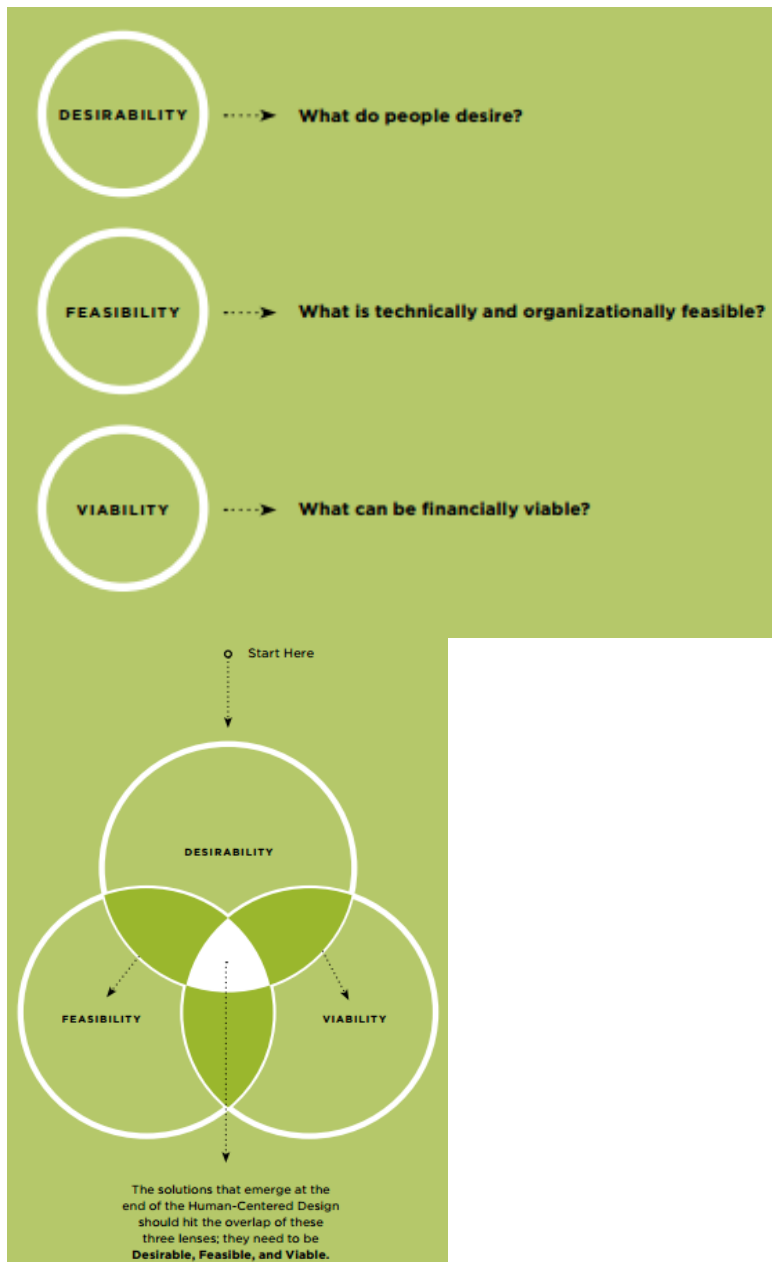 DESIRABILITY
What do people desire?
FEASIBILITY
What is technically and organizationally feasible?
VIABILITY
What can be financially viable?
Start Here
DESIRABILITY
FEASIBILITY
VIABILITY
The solutions that emerge at the
end of the Human-Centered Design
should hit the overlap of these
three lenses; they need to be
Desirable, Feasible, and Viable.